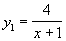 y₁ = 4/(x + 1)